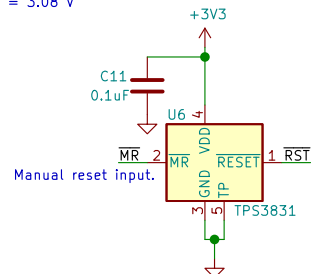 = 3.08 V
+3V3
C11
0.1uF
U6
4
VDD
MR 2 MR RESET 1 RST
Manual reset input.
GND TP
3 5 TPS3831